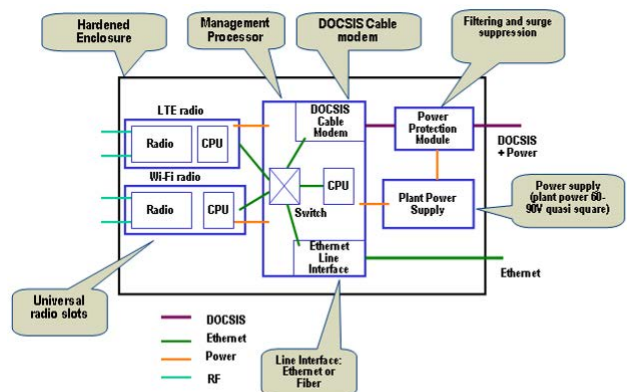 Hardened
Enclosure
Management
Processor
DOCSIS Cable
modem
Filtering and surge
suppression
LTE radio
Radio
CPU
Wi-Fi radio
Radio
CPU
DOCSIS
Cable
Modem
Switch
CPU
Ethernet
Line
Interface
Power
Protection
Module
DOCSIS
+ Power
Plant Power
Supply
Power supply
(plant power 60-
90V quasi square)
Ethernet
Universal
radio slots
DOCSIS
Ethernet
Power
RF
Line Interface:
Ethernet or
Fiber